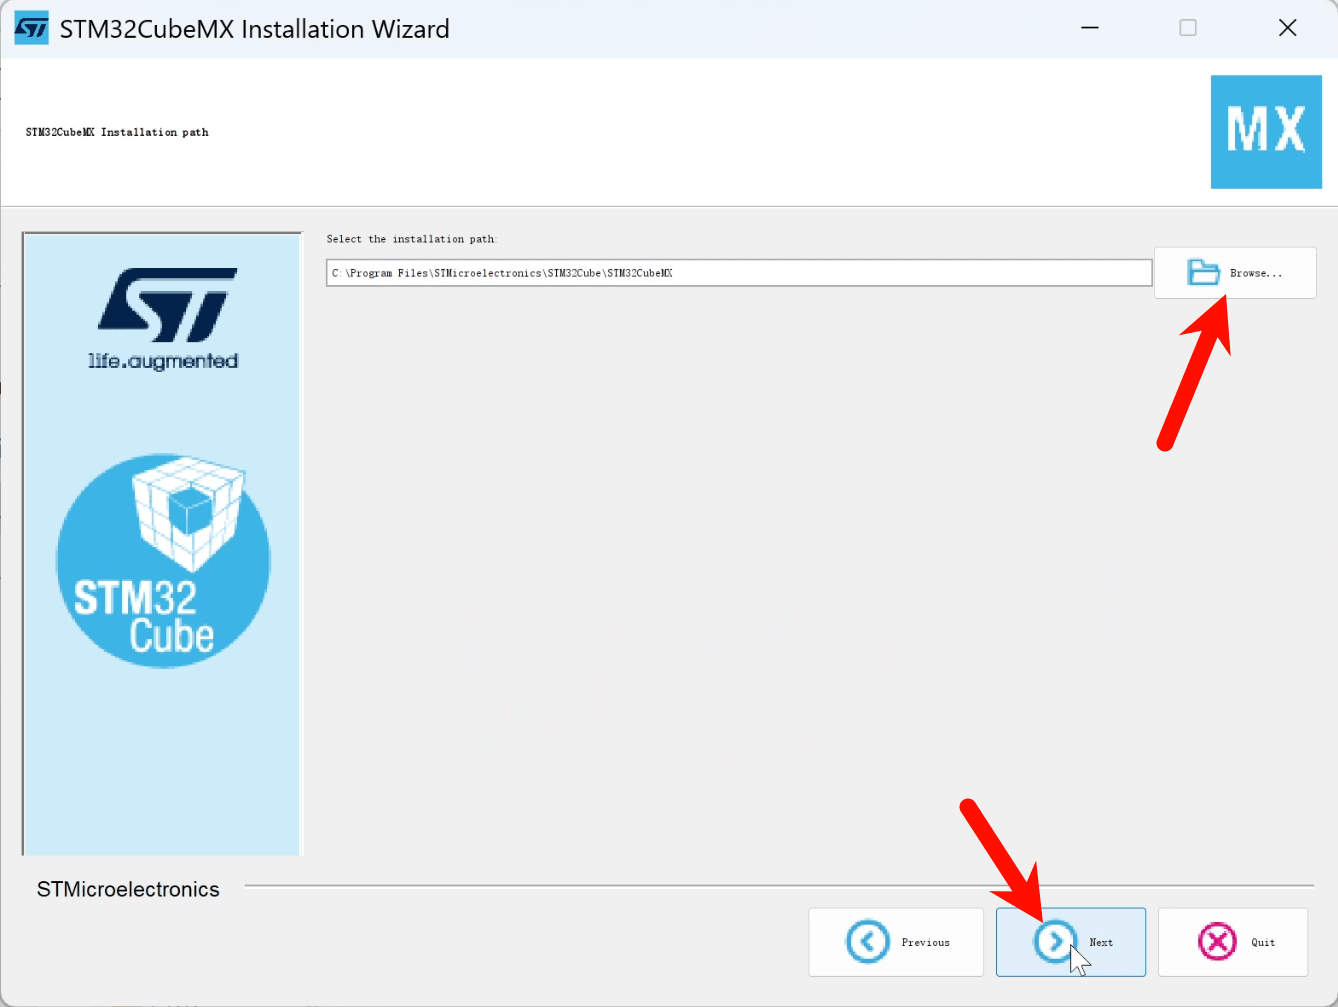 STM32CubeMX Installation Wizard
STM32CubeMX Installation path
MX
Select the installation path:
C:\Program Files\STMicroelectronics\STM32Cube\STM32CubeMX
Browse...
ST
life.augmented
STM32
Cube
STMicroelectronics
Previous
Next
Quit